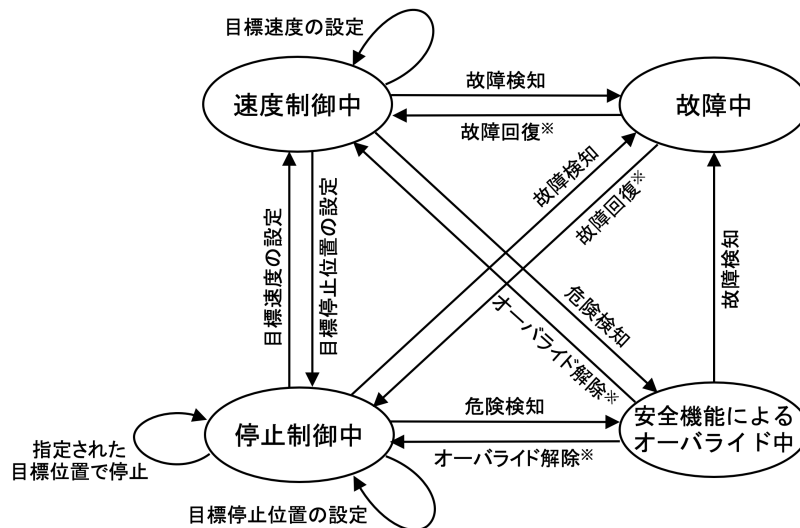 目標速度の設定
速度制御中
故障検知
故障回復※
故障中
故障検知
故障回復※
目標速度の設定
目標停止位置の設定
危険検知
オーバライド解除※
故障検知
停止制御中
危険検知
オーバライド解除※
安全機能による
オーバライド中
指定された
目標位置で停止
目標停止位置の設定